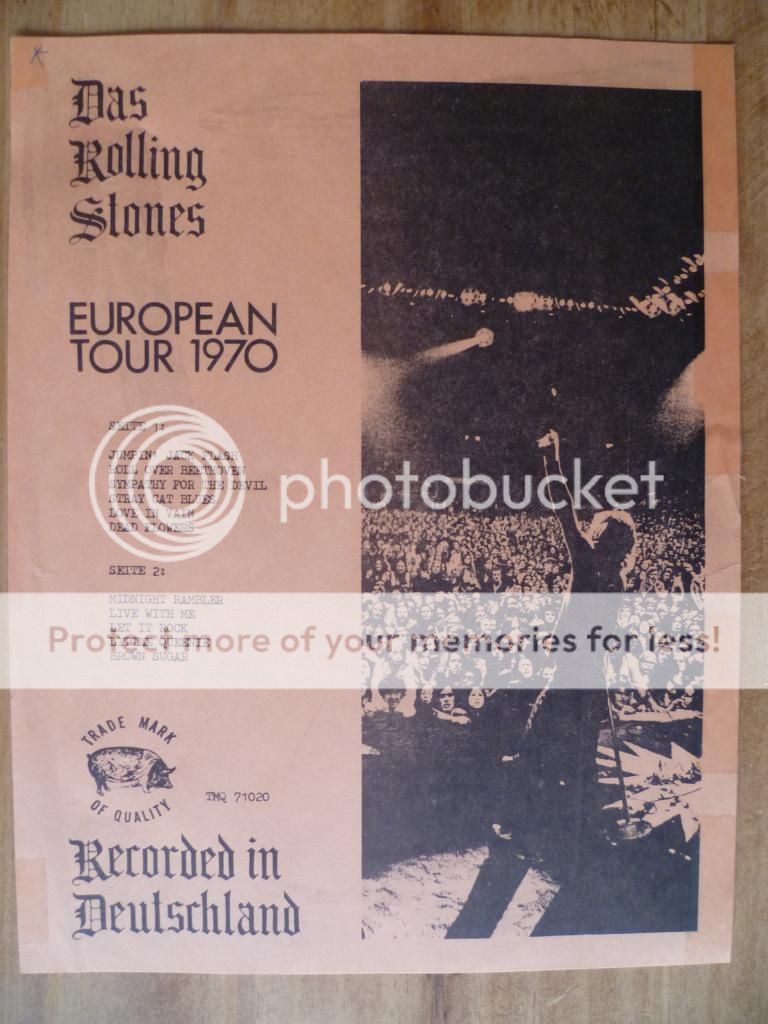 Das
Rolling
Stones
EUROPEAN
TOUR 1970
SEITE 1:
JUMPIN' JACK FLASH
ROLL OVER BEETHOVEN
SYMPATHY FOR THE DEVIL
STRAY CAT BLUES
LOVE IN VAIN
DEAD FLOWERS
photobucket
SEITE 2:
MIDNIGHT RAMBLER
LIVE WITH ME
LET IT ROCK
LITTLE QUEENIE
BROWN SUGAR
Protect more of your memories for less!
TRADE MARK
OF QUALITY
TMQ 71020
Recorded in
Deutschland